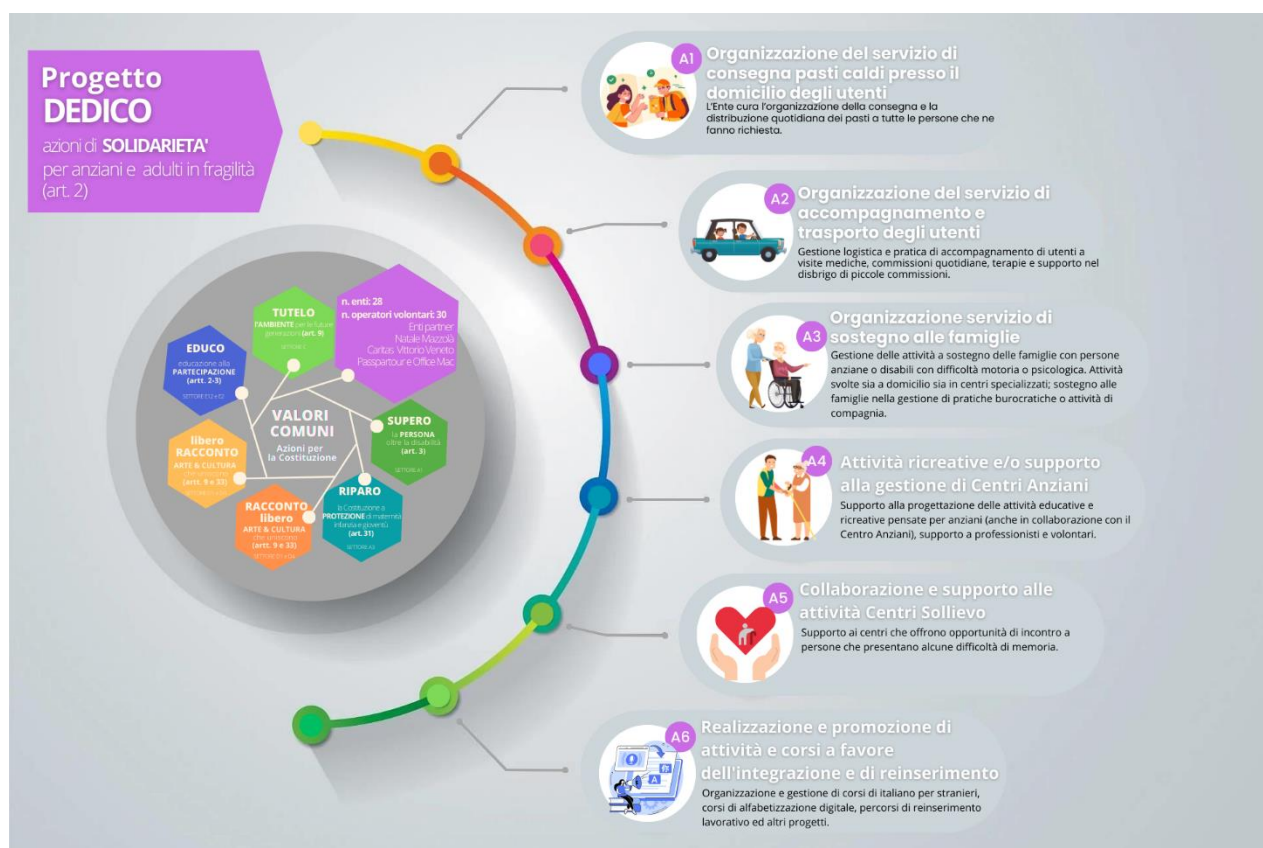 Progetto
DEDICO
azioni di SOLIDARIETA'
per anziani e adulti in fragilità
(art. 2)
A1
Organizzazione del servizio di
consegna pasti caldi presso il
domicilio degli utenti
L'Ente cura l'organizzazione della consegna e la
distribuzione quotidiana dei pasti a tutte le persone che ne
fanno richiesta.
A2
Organizzazione del servizio di
accompagnamento e
trasporto degli utenti
Gestione logistica e pratica di accompagnamento di utenti a
visite mediche, commissioni quotidiane, terapie e supporto nel
disbrigo di piccole commissioni.
A3
Organizzazione servizio di
sostegno alle famiglie
Gestione delle attività a sostegno delle famiglie con persone
anziane o disabili con difficoltà motoria o psicologica. Attività
svolte sia a domicilio sia in centri specializzati; sostegno alle
famiglie nella gestione di pratiche burocratiche o attività di
compagnia.
A4
Attività ricreative e/o supporto
alla gestione di Centri Anziani
Supporto alla progettazione delle attività educative e
ricreative pensate per anziani (anche in collaborazione con il
Centro Anziani), supporto a professionisti e volontari.
A5
Collaborazione e supporto alle
attività Centri Sollievo
Supporto ai centri che offrono opportunità di incontro a
persone che presentano alcune difficoltà di memoria.
A6
Realizzazione e promozione di
attività e corsi a favore
dell'integrazione e di reinserimento
Organizzazione e gestione di corsi di italiano per stranieri,
corsi di alfabetizzazione digitale, percorsi di reinserimento
lavorativo ed altri progetti.
n. enti: 28
n. operatori volontari: 30
Enti partner
Natale Mazzolà
Caritas Vittorio Veneto
Passpartour e Office Mac
TUTELO
l'AMBIENTE per le future
generazioni (art. 9)
EDUCO
educazione alla
PARTECIPAZIONE
(artt. 2-3)
SETTORE E12 e E2
VALORI
COMUNI
Azioni per
la Costituzione
SUPERO
la PERSONA
oltre la disabilità
(art. 3)
libero
RACCONTO
ARTE & CULTURA
che uniscono
(artt. 9 e 33)
RIPARO
la Costituzione a
PROTEZIONE di maternità
infanzia e gioventù
(art. 31)
SETTORE A3
RACCONTO
libero
ARTE & CULTURA
che uniscono
(artt. 9 e 33)